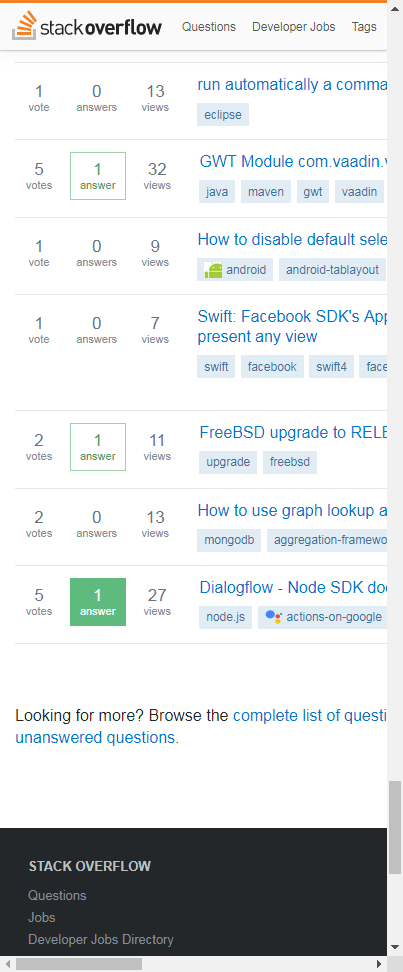 stackoverflow Questions Developer Jobs Tags
1 0 13 run automatically a comma
vote answers views
eclipse
5 1 32 GWT Module com.vaadin.
votes answer views
java maven gwt vaadin
1 0 9 How to disable default sele
vote answers views
android android-tablayout
1 0 7 Swift: Facebook SDK's App
vote answers views present any view
swift facebook swift4 face
2 1 11 FreeBSD upgrade to RELE
votes answer views
upgrade freebsd
2 0 13 How to use graph lookup a
votes answers views
mongodb aggregation-framewo
5 1 27 Dialogflow - Node SDK do
votes answer views
node.js actions-on-google
Looking for more? Browse the complete list of questi
unanswered questions.
STACK OVERFLOW
Questions
Jobs
Developer Jobs Directory